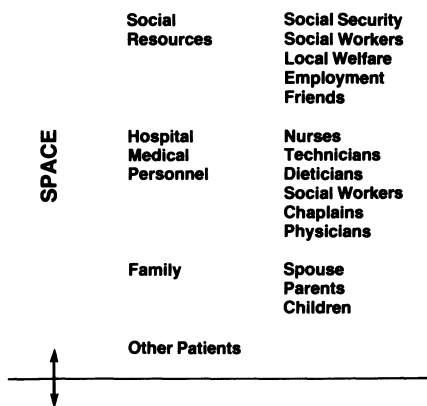 Social Social Security
Resources Social Workers
Local Welfare
Employment
Friends
SPACE
Hospital Nurses
Medical Technicians
Personnel Dieticians
Social Workers
Chaplains
Physicians
Family Spouse
Parents
Children
Other Patients